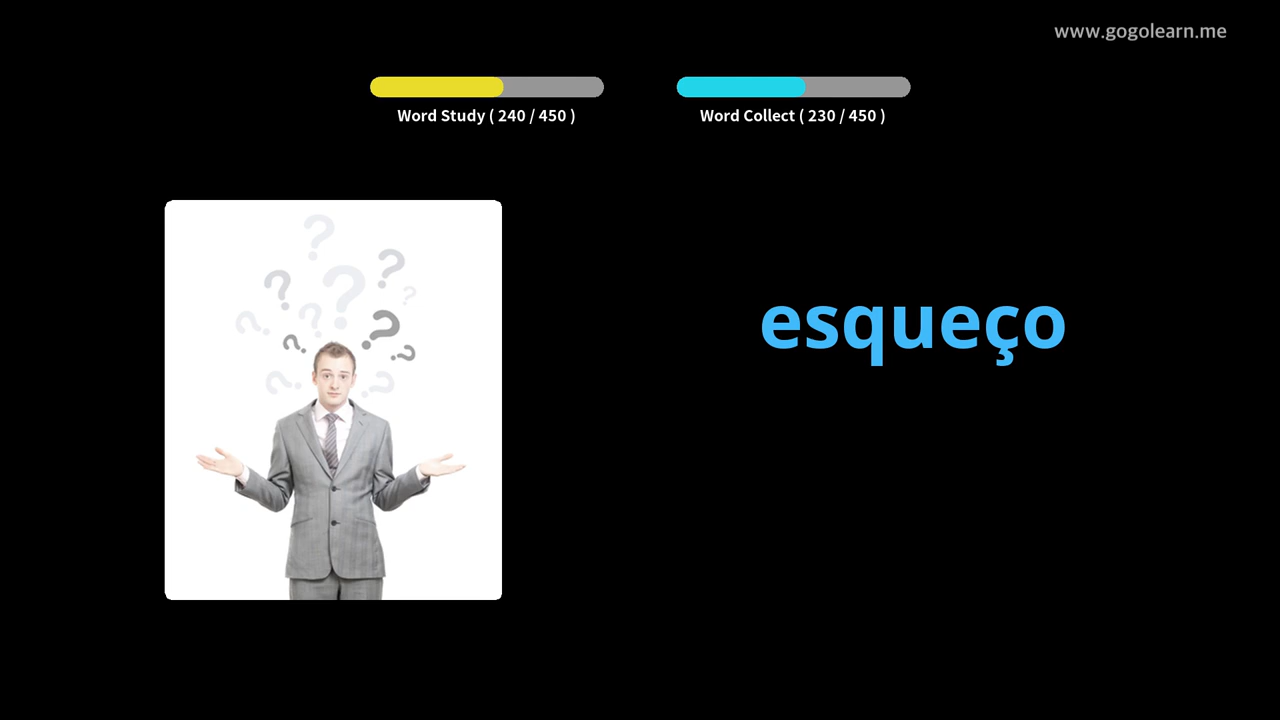 www.gogolearn.me
Word Study ( 240 / 450 )
Word Collect ( 230 / 450 )
? ? ? ? ? ? ? ? ? ? ? ?
esqueço